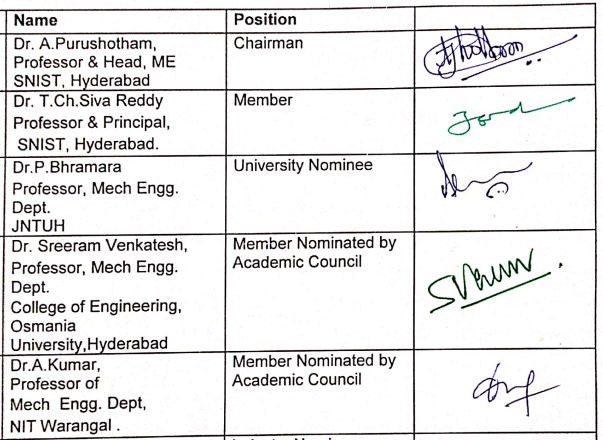 Name Position
Dr. A.Purushotham, Chairman
Professor & Head, ME
SNIST, Hyderabad
Dr. T.Ch.Siva Reddy Member
Professor & Principal,
SNIST, Hyderabad.
Dr.P.Bhramara University Nominee
Professor, Mech Engg.
Dept.
JNTUH
Dr. Sreeram Venkatesh, Member Nominated by
Professor, Mech Engg. Academic Council
Dept.
College of Engineering,
Osmania
University,Hyderabad
Dr.A.Kumar, Member Nominated by
Professor of Academic Council
Mech Engg. Dept,
NIT Warangal .